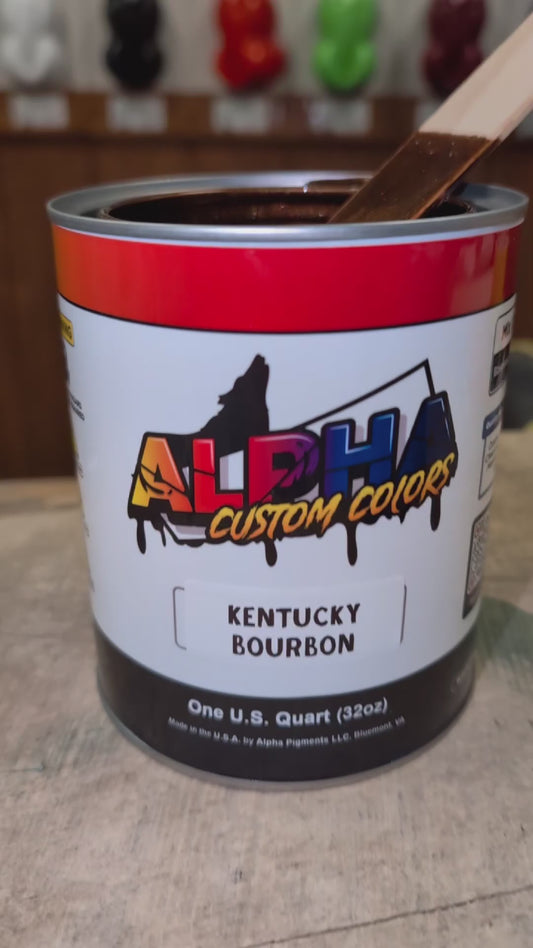 ALPHA
CUSTOM COLORS
KENTUCKY
BOURBON
One U.S. Quart (32oz)
Made in the U.S.A. by Alpha Pigments LLC. Bluemont, VA